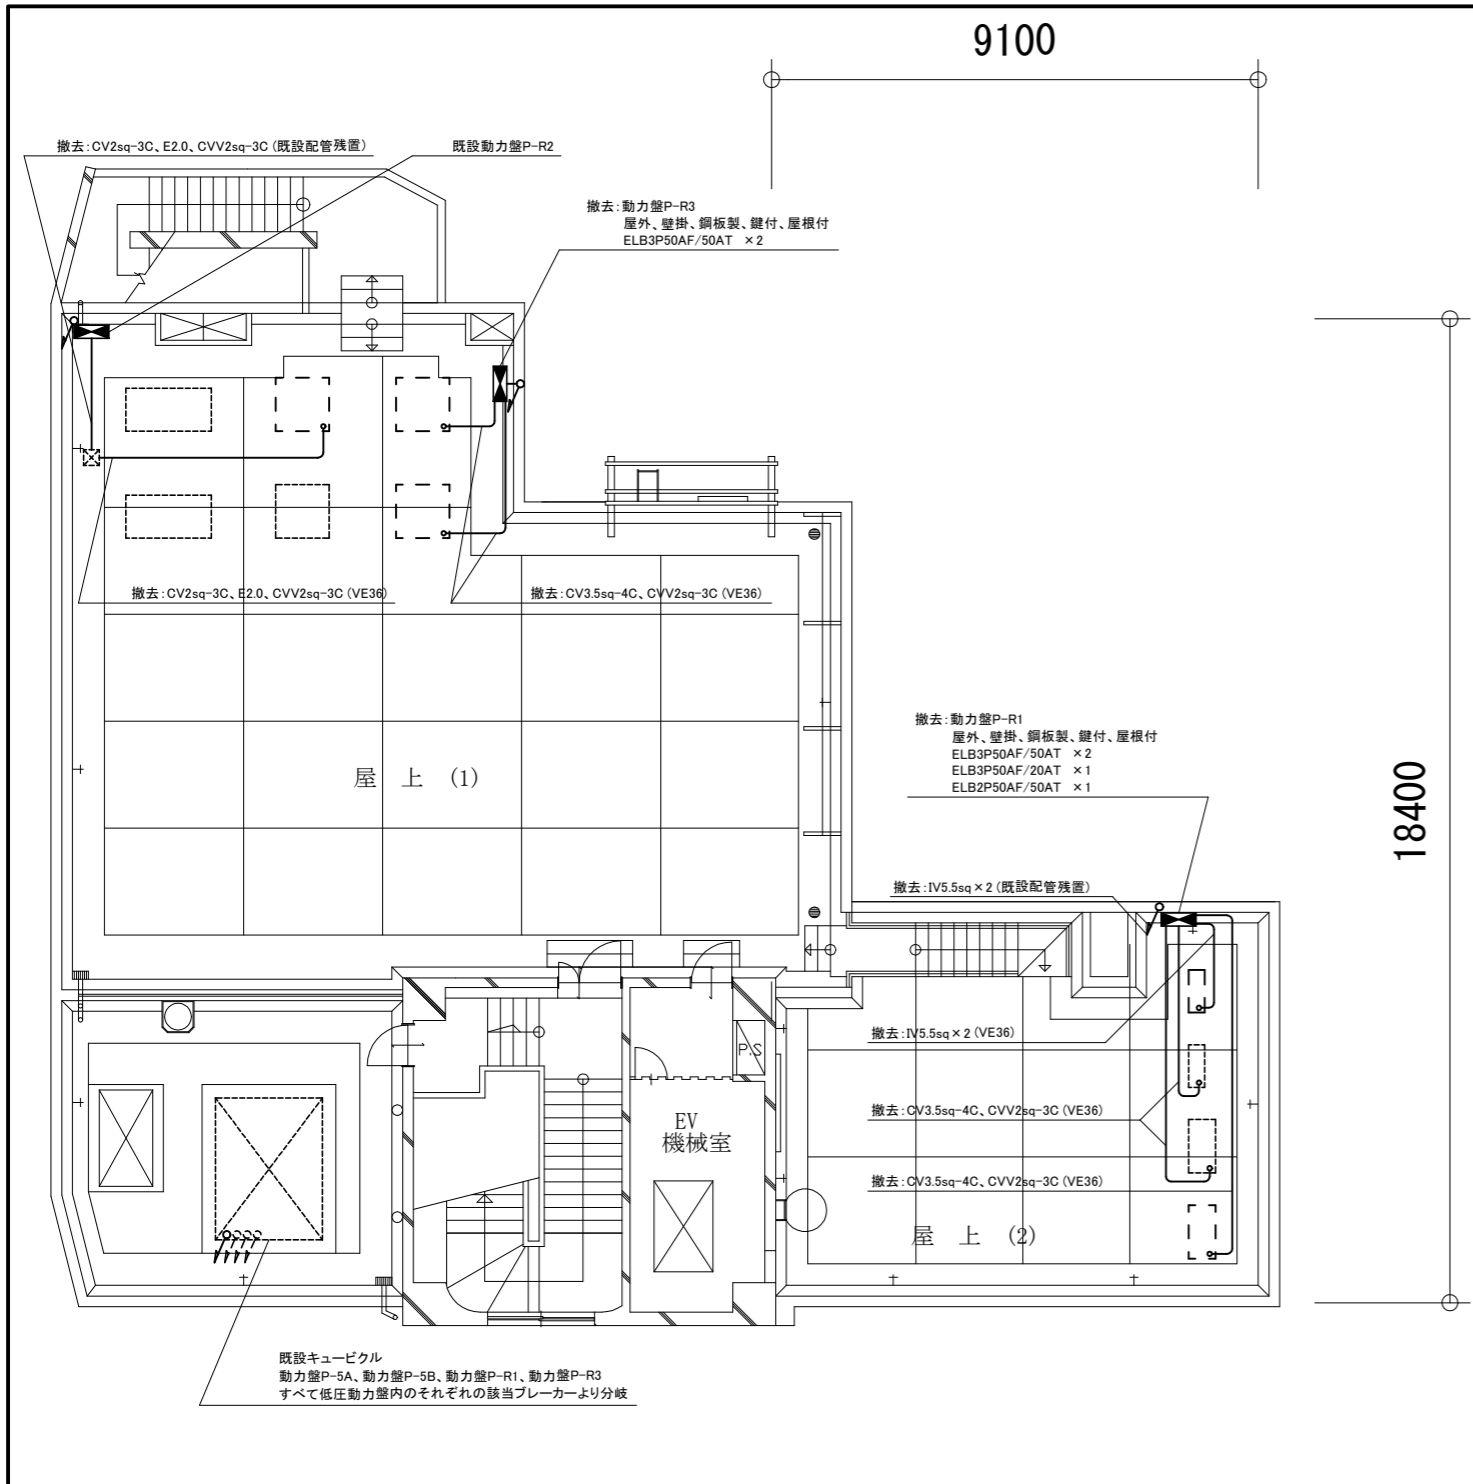 9100
撤去：CV2sq-3C、E2.0、CVV2sq-3C（既設配管残置）
既設動力盤P-R2
撤去：動力盤P-R3
屋外、壁掛、鋼板製、鍵付、屋根付
ELB3P50AF/50AT ×2
撤去：CV2sq-3C、E2.0、CVV2sq-3C（VE36）
撤去：CV3.5sq-4C、CVV2sq-3C（VE36）
撤去：動力盤P-R1
屋外、壁掛、鋼板製、鍵付、屋根付
ELB3P50AF/50AT ×2
ELB3P50AF/20AT ×1
ELB2P50AF/50AT ×1
屋 上 (1)
18400
撤去：IV5.5sq×2（既設配管残置）
撤去：IV5.5sq×2（VE36）
P.S
撤去：CV3.5sq-4C、CVV2sq-3C（VE36）
EV
機械室
撤去：CV3.5sq-4C、CVV2sq-3C（VE36）
屋 上 (2)
既設キュービクル
動力盤P-5A、動力盤P-5B、動力盤P-R1、動力盤P-R3
すべて低圧動力盤内のそれぞれの該当ブレーカーより分岐